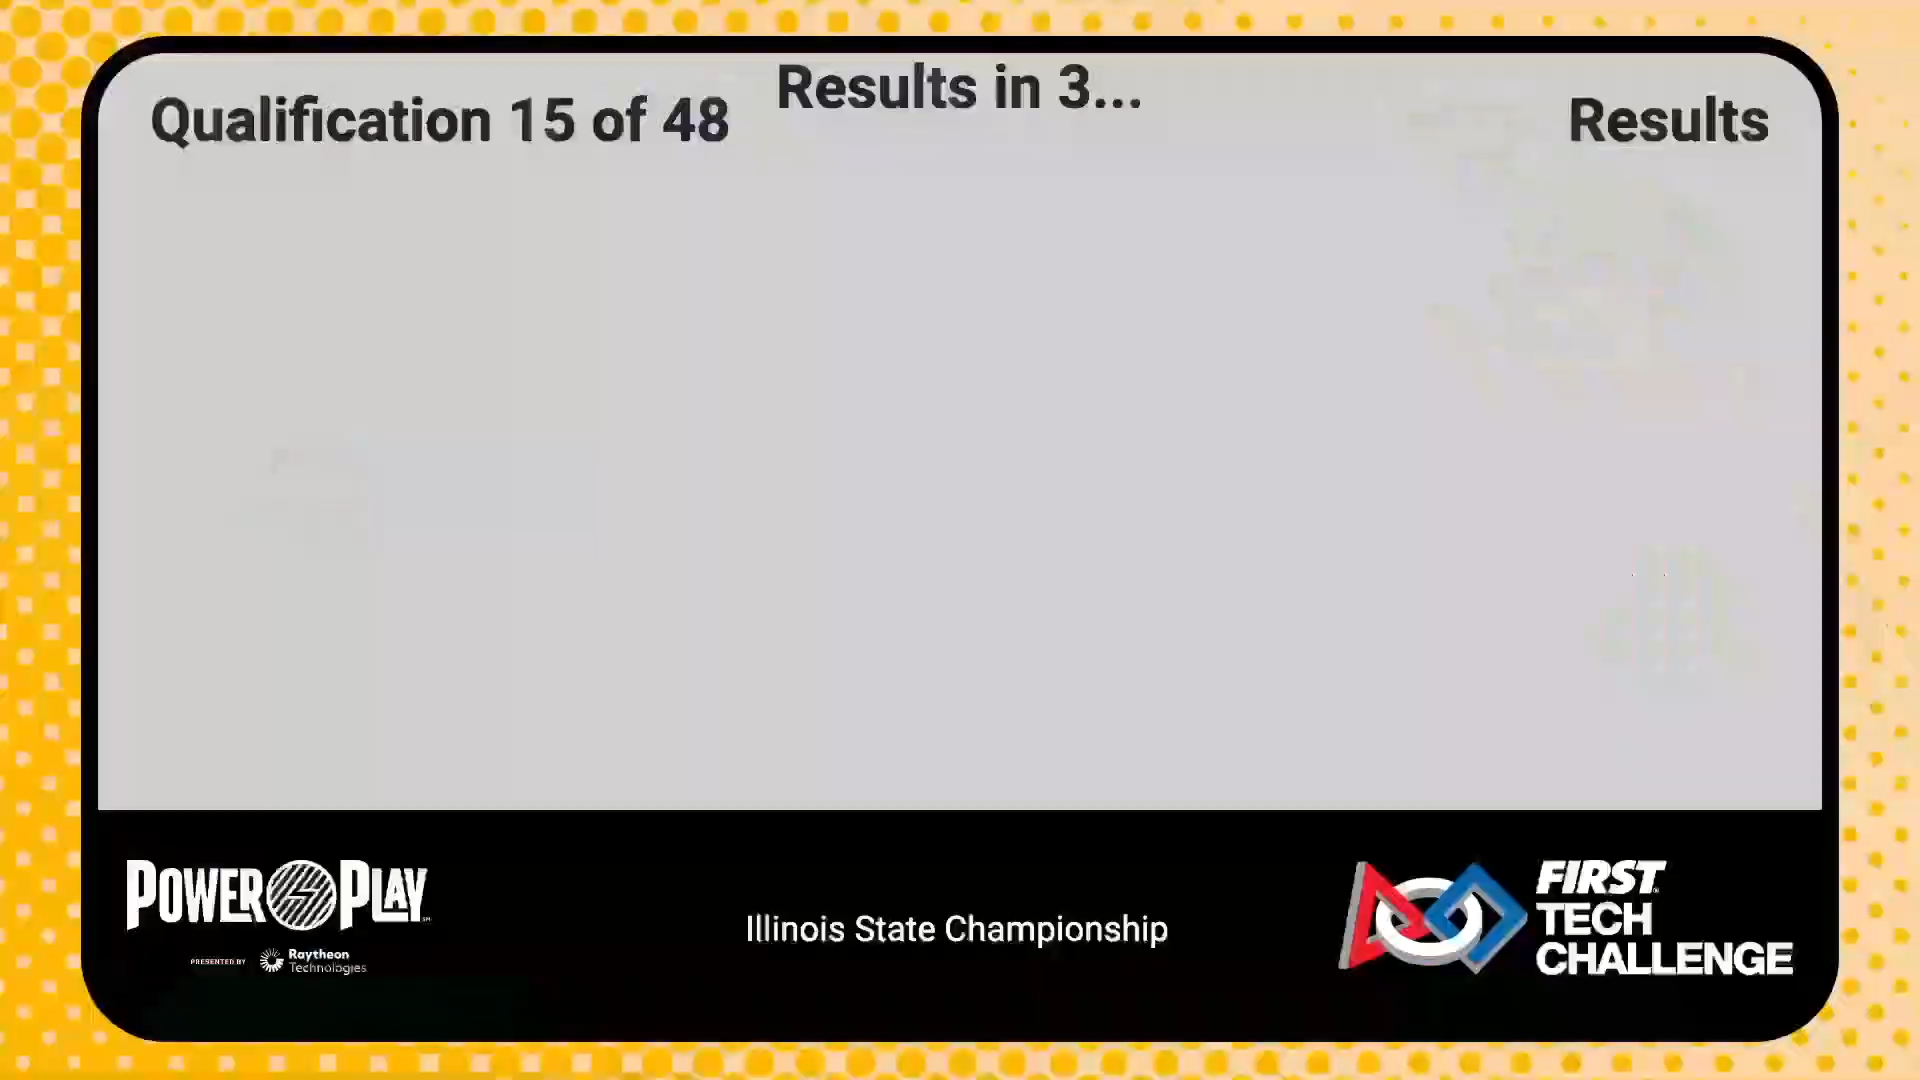 Qualification 15 of 48
Results in 3...
Results
POWER PLAY
PRESENTED BY
Raytheon
Technologies
Illinois State Championship
FIRST
TECH
CHALLENGE